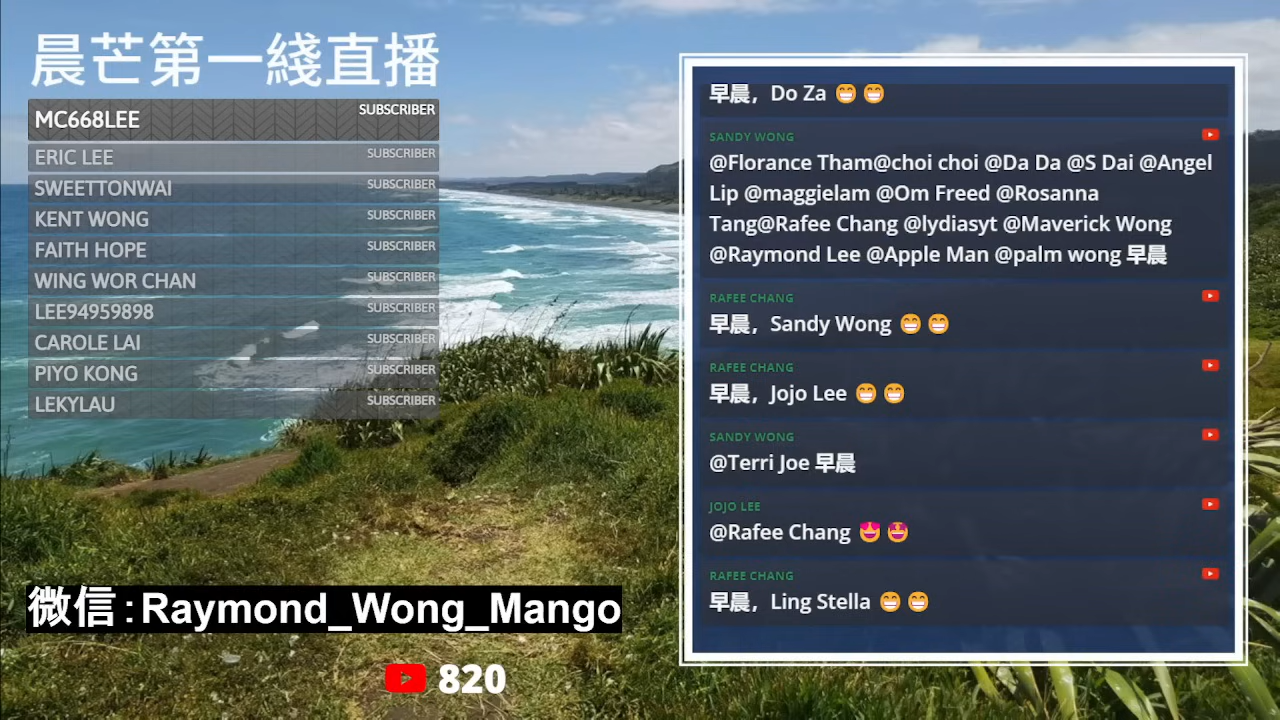 晨芒第一綫直播
MC668LEE SUBSCRIBER
ERIC LEE SUBSCRIBER
SWEETTONWAI SUBSCRIBER
KENT WONG SUBSCRIBER
FAITH HOPE SUBSCRIBER
WING WOR CHAN SUBSCRIBER
LEE94959898 SUBSCRIBER
CAROLE LAI SUBSCRIBER
PIYO KONG SUBSCRIBER
LEKYLAU SUBSCRIBER
微信:Raymond_Wong_Mango
820
早晨，Do Za 😁😁
SANDY WONG
@Florance Tham@choi choi @Da Da @S Dai @Angel
Lip @maggielam @Om Freed @Rosanna
Tang@Rafee Chang @lydiasyt @Maverick Wong
@Raymond Lee @Apple Man @palm wong 早晨
RAFEE CHANG
早晨，Sandy Wong 😁😁
RAFEE CHANG
早晨，Jojo Lee 😁😁
SANDY WONG
@Terri Joe 早晨
JOJO LEE
@Rafee Chang 😍🤩
RAFEE CHANG
早晨，Ling Stella 😁😁